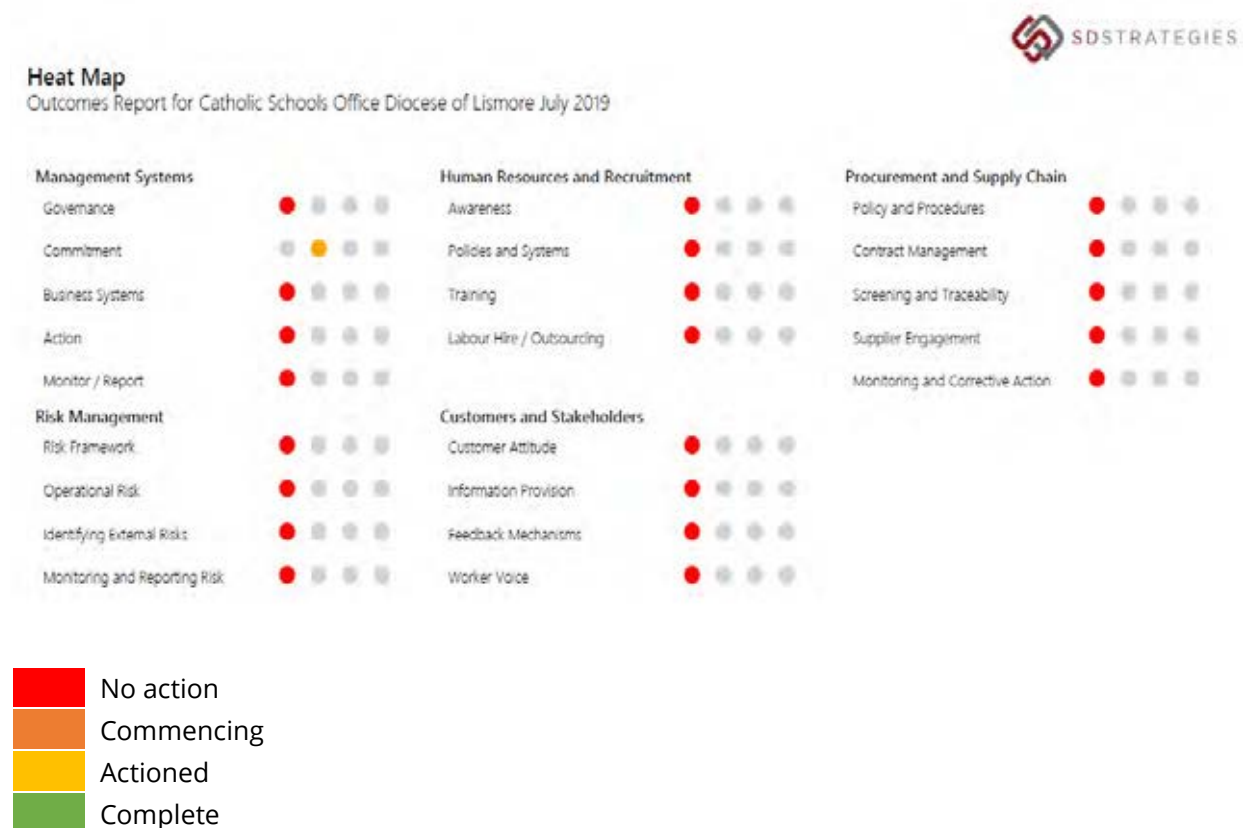 SDSTRATEGIES
Heat Map
Outcomes Report for Catholic Schools Office Diocese of Lismore July 2019
Management Systems
Governance
Commitment
Business Systems
Action
Monitor / Report
Risk Management
Risk Framework
Operational Risk
Identifying External Risks
Monitoring and Reporting Risk
Human Resources and Recruitment
Awareness
Policies and Systems
Training
Labour Hire / Outsourcing
Customers and Stakeholders
Customer Attitude
Information Provision
Feedback Mechanisms
Worker Voice
Procurement and Supply Chain
Policy and Procedures
Contract Management
Screening and Traceability
Supplier Engagement
Monitoring and Corrective Action
No action
Commencing
Actioned
Complete